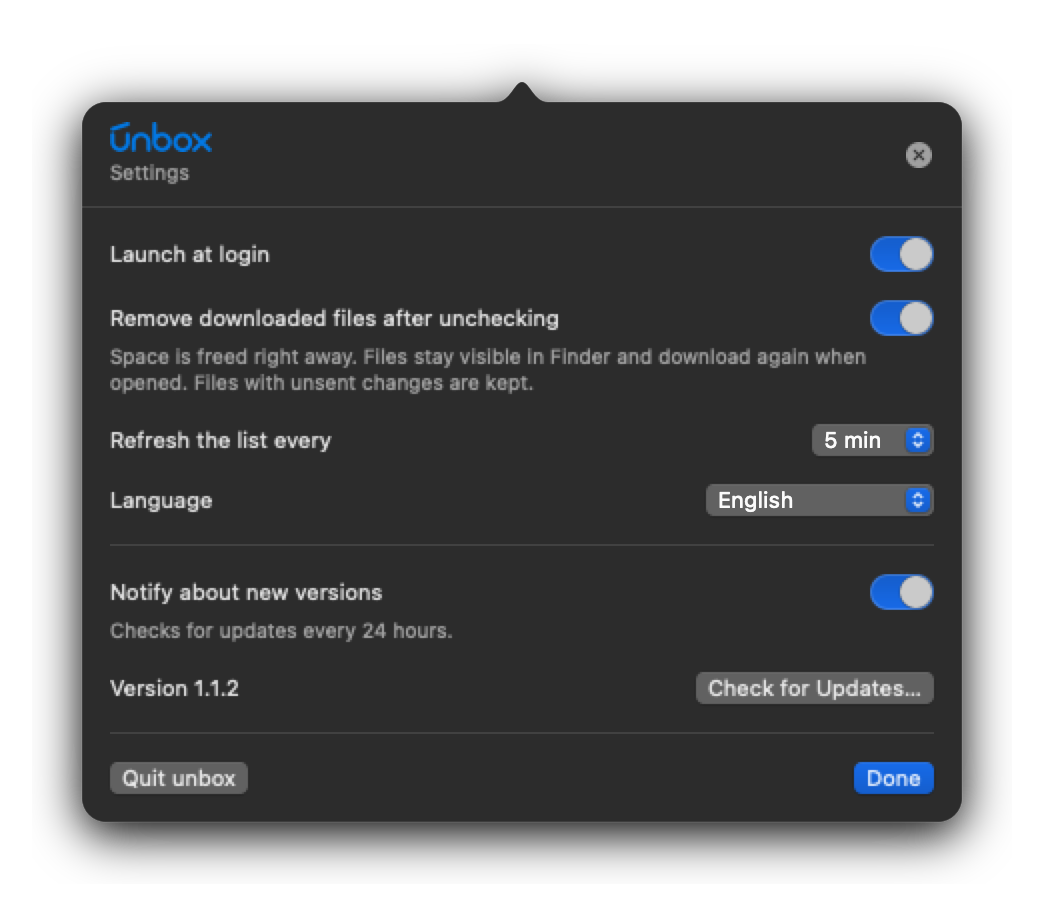 unbox
Settings
Launch at login
Remove downloaded files after unchecking
Space is freed right away. Files stay visible in Finder and download again when
opened. Files with unsent changes are kept.
Refresh the list every
5 min
Language
English
Notify about new versions
Checks for updates every 24 hours.
Version 1.1.2
Check for Updates...
Quit unbox
Done